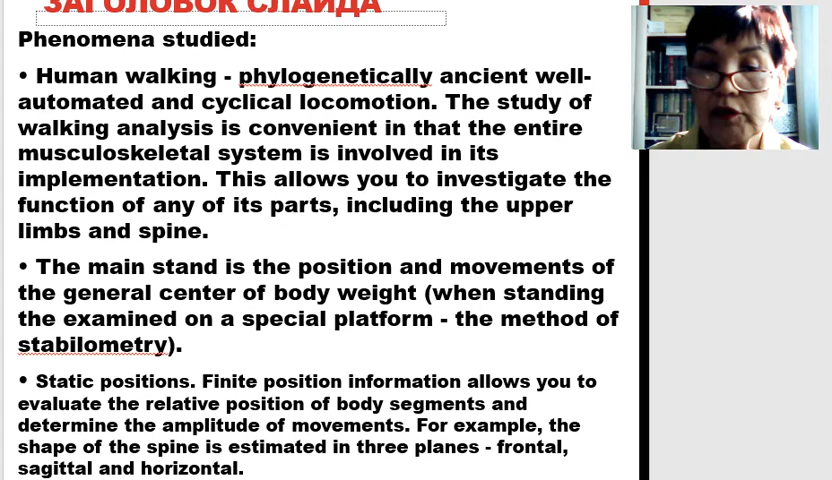 ЗАГОЛОВОК СЛАЙДА
Phenomena studied:
• Human walking - phylogenetically ancient well-
automated and cyclical locomotion. The study of
walking analysis is convenient in that the entire
musculoskeletal system is involved in its
implementation. This allows you to investigate the
function of any of its parts, including the upper
limbs and spine.
• The main stand is the position and movements of
the general center of body weight (when standing
the examined on a special platform - the method of
stabilometry).
• Static positions. Finite position information allows you to
evaluate the relative position of body segments and
determine the amplitude of movements. For example, the
shape of the spine is estimated in three planes - frontal,
sagittal and horizontal.